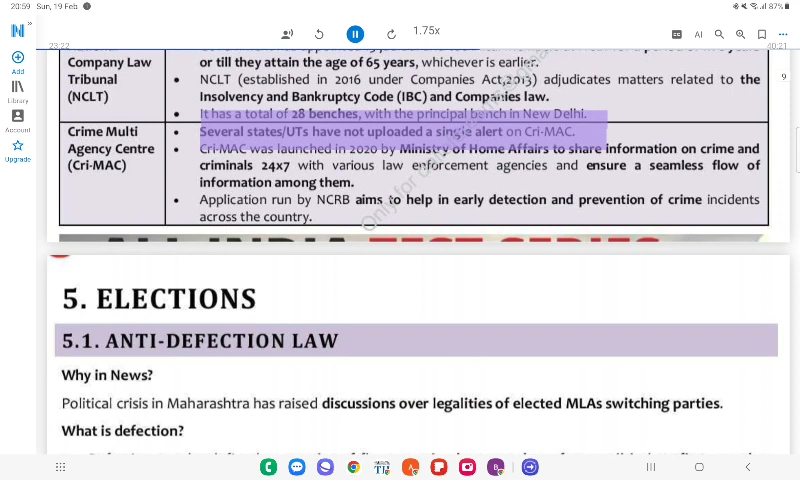 20:59 Sun, 19 Feb
87%
N »
1.75x
AI
23:22
40:21
Add
Library
Account
Upgrade
9
Company Law or till they attain the age of 65 years, whichever is earlier.
Tribunal • NCLT (established in 2016 under Companies Act 2013) adjudicates matters related to the
(NCLT) Insolvency and Bankruptcy Code (IBC) and Companies law.
• It has a total of 28 benches, with the principal bench in New Delhi.
Crime Multi • Several states/UTs have not uploaded a single alert on Cri-MAC.
Agency Centre • Cri-MAC was launched in 2020 by Ministry of Home Affairs to share information on crime and
(Cri-MAC) criminals 24x7 with various law enforcement agencies and ensure a seamless flow of
information among them.
• Application run by NCRB aims to help in early detection and prevention of crime incidents
across the country.
Only for
ALL INDIA TEST SERIES
5. ELECTIONS
5.1. ANTI-DEFECTION LAW
Why in News?
Political crisis in Maharashtra has raised discussions over legalities of elected MLAs switching parties.
What is defection?